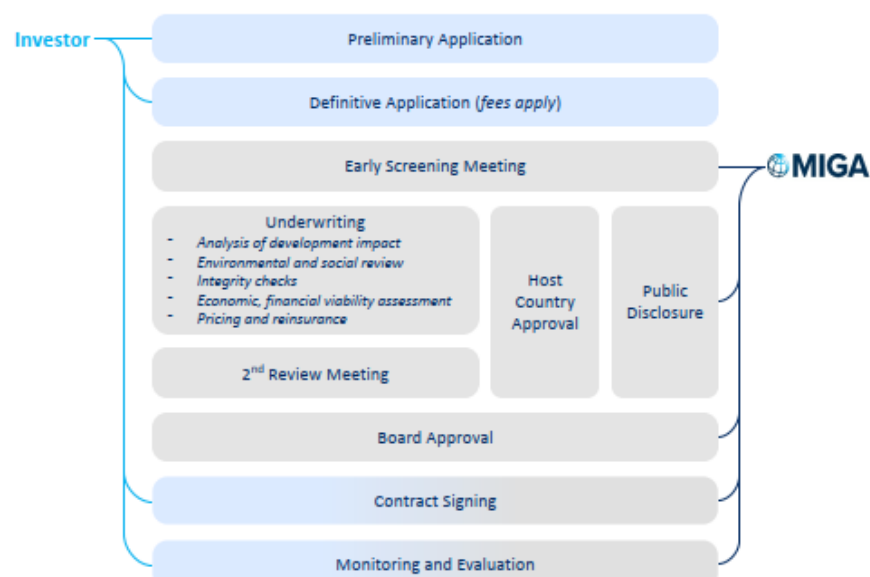 Investor
Preliminary Application
Definitive Application (fees apply)
Early Screening Meeting
MIGA
Underwriting
- Analysis of development impact
- Environmental and social review
- Integrity checks
- Economic, financial viability assessment
- Pricing and reinsurance
2nd Review Meeting
Host
Country
Approval
Public
Disclosure
Board Approval
Contract Signing
Monitoring and Evaluation